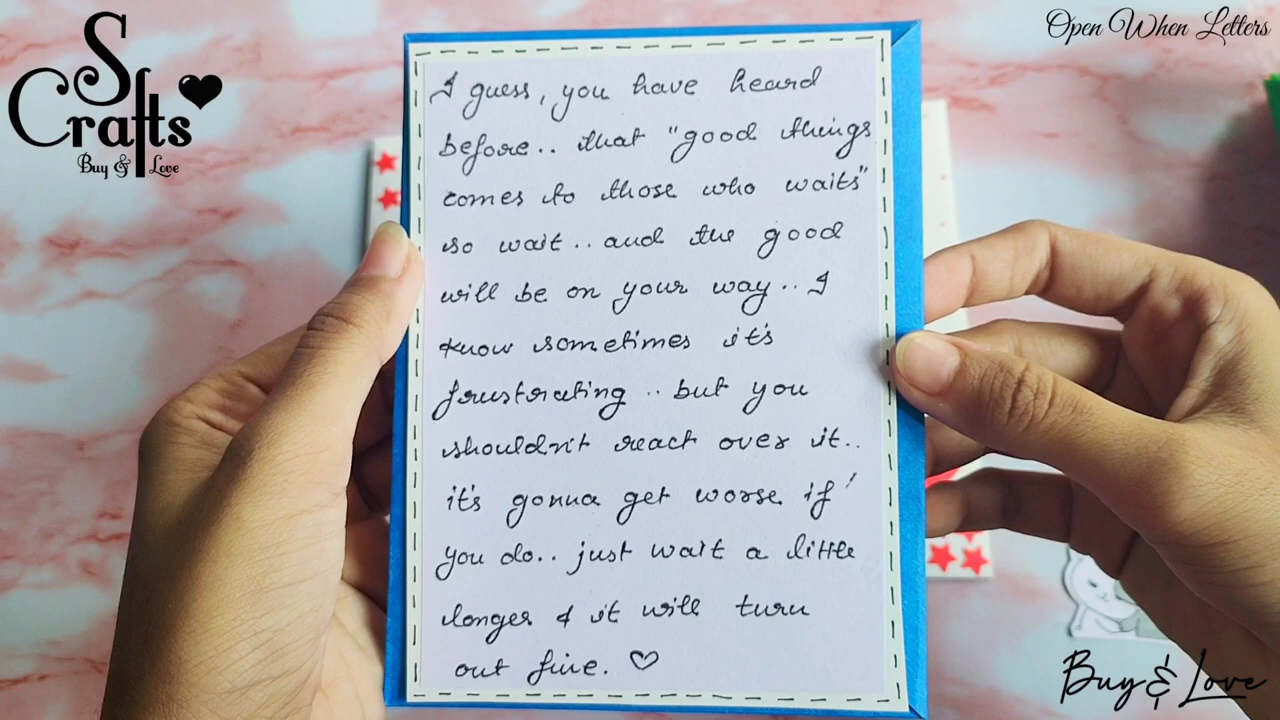 S
Crafts
Buy & Love
Open When Letters
I guess, you have heard
before.. that "good things
comes to those who waits"
so wait.. and the good
will be on your way.. I
know sometimes it's
frustrating.. but you
shouldn't react over it..
it's gonna get worse if
you do.. just wait a little
longer & it will turn
out fine. ♡
Buy & Love